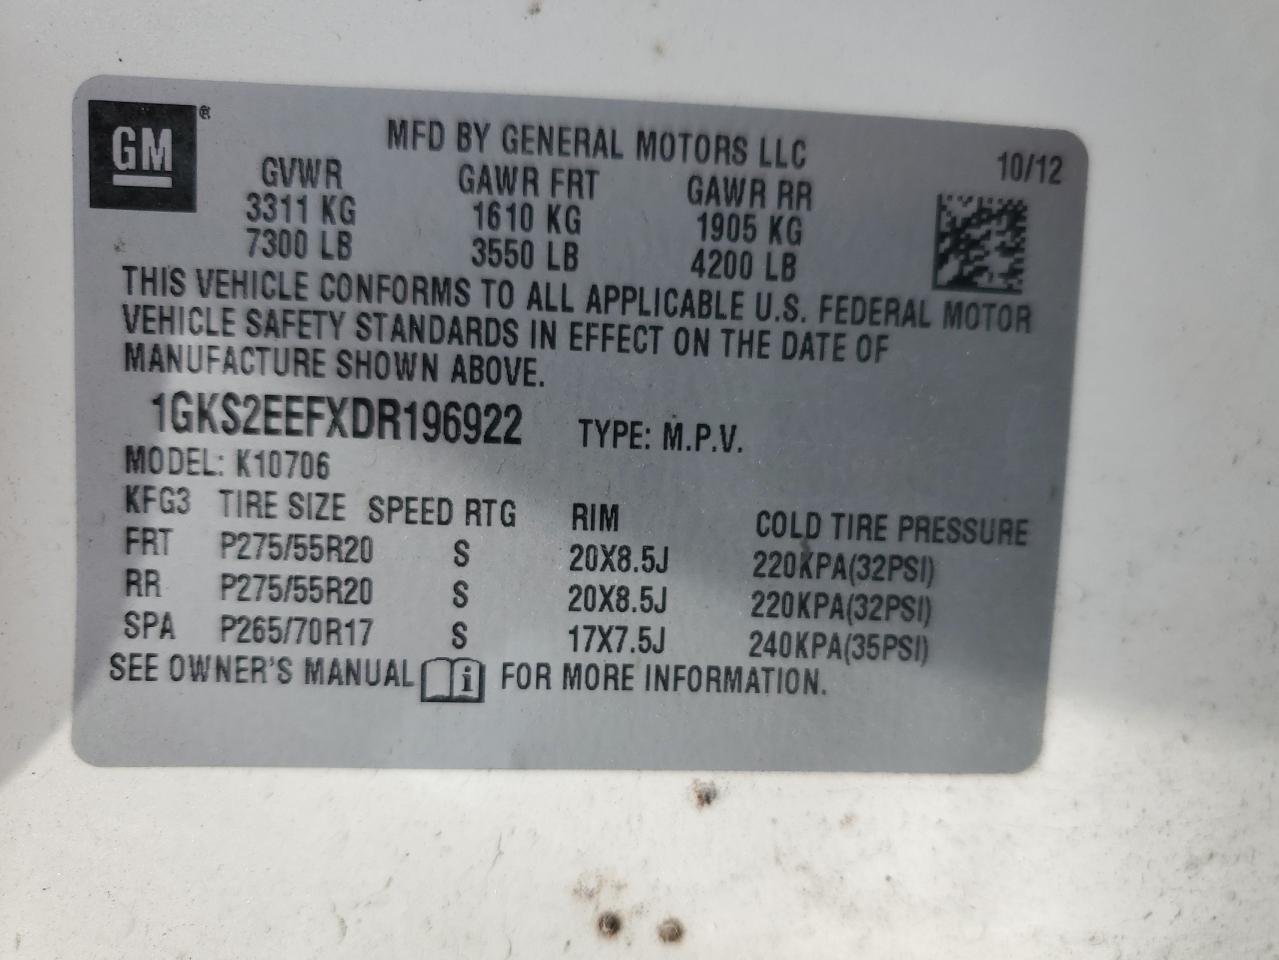 GM ®
MFD BY GENERAL MOTORS LLC 10/12
GVWR GAWR FRT GAWR RR
3311 KG 1610 KG 1905 KG
7300 LB 3550 LB 4200 LB
THIS VEHICLE CONFORMS TO ALL APPLICABLE U.S. FEDERAL MOTOR
VEHICLE SAFETY STANDARDS IN EFFECT ON THE DATE OF
MANUFACTURE SHOWN ABOVE.
1GKS2EEFXDR196922 TYPE: M.P.V.
MODEL: K10706
KFG3 TIRE SIZE SPEED RTG RIM COLD TIRE PRESSURE
FRT P275/55R20 S 20X8.5J 220KPA(32PSI)
RR P275/55R20 S 20X8.5J 220KPA(32PSI)
SPA P265/70R17 S 17X7.5J 240KPA(35PSI)
SEE OWNER'S MANUAL i FOR MORE INFORMATION.